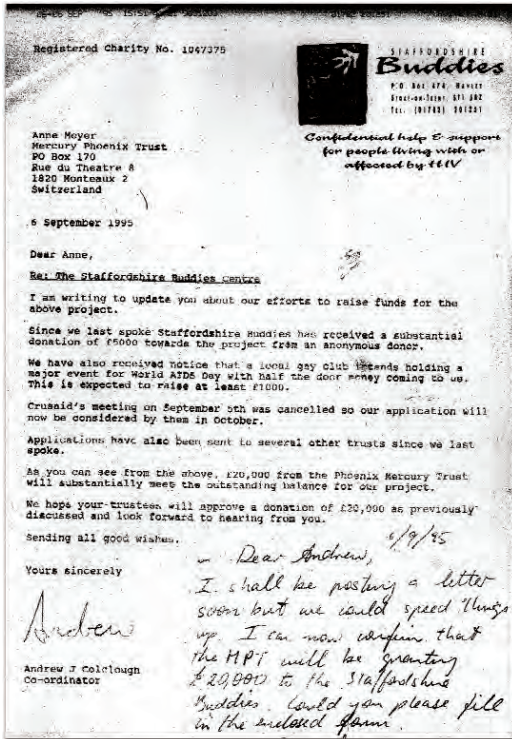 Registered Charity No. 1047375
STAFFORDSHIRE
Buddies
P.O. Box 474, Hanley
Stoke-on-Trent, ST1
Tel. (01782)
Confidential help & support
for people living with or
affected by HIV
Anne Meyer
Mercury Phoenix Trust
PO Box 170
Rue du Theatre 8
1820 Monteaux 2
Switzerland
6 September 1995
Dear Anne,
Re: The Staffordshire Buddies Centre
I am writing to update you about our efforts to raise funds for the
above project.
Since we last spoke Staffordshire Buddies has received a substantial
donation of £5000 towards the project from an anonymous donor.
We have also received notice that a local gay club intends holding a
major event for World AIDS Day with half the door money coming to us.
This is expected to raise at least £1000.
Crusaid's meeting on September 5th was cancelled so our application will
now be considered by them in October.
Applications have also been sent to several other trusts since we last
spoke.
As you can see from the above, £20,000 from the Phoenix Mercury Trust
will substantially meet the outstanding balance for our project.
We hope your trustees will approve a donation of £20,000 as previously
discussed and look forward to hearing from you.
Sending all good wishes.
Yours sincerely
Andrew
Andrew J Colclough
Co-ordinator
6/9/95
Dear Andrew,
I shall be posting a letter
soon but we could speed things
up. I can now confirm that
the MPT will be granting
£20,000 to the Staffordshire
Buddies. Could you please fill
in the enclosed form.